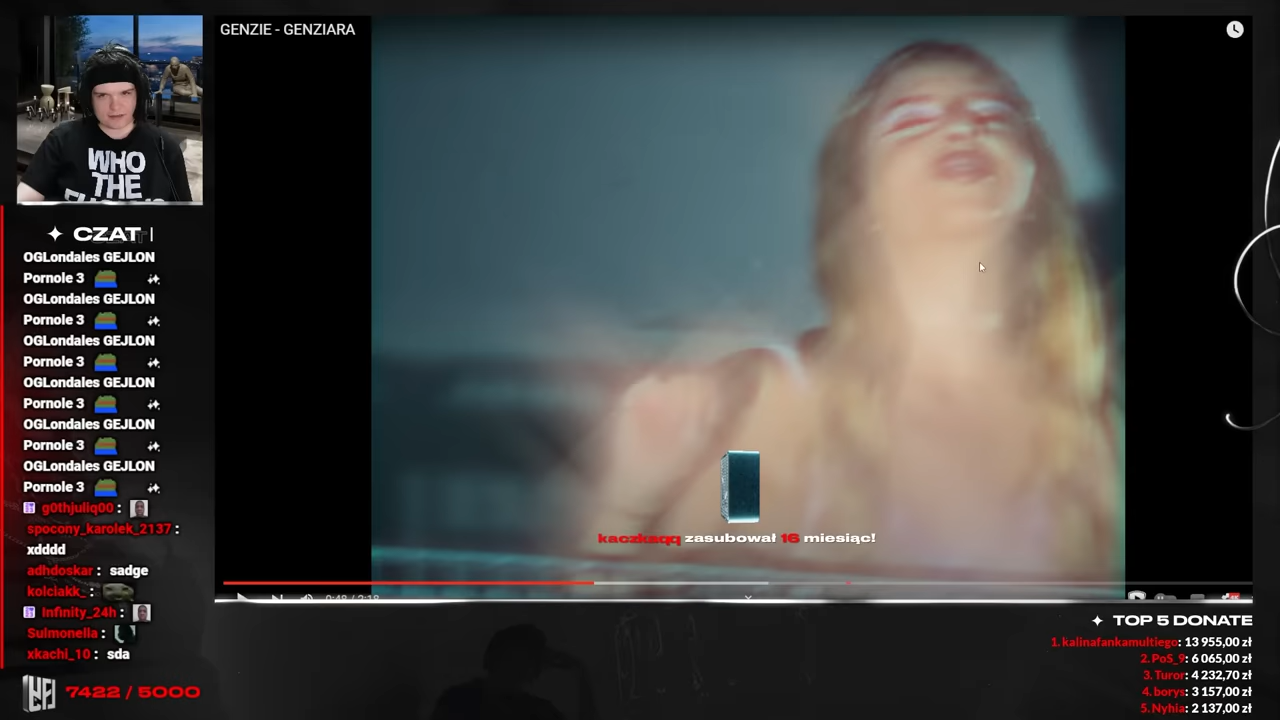 GENZIE - GENZIARA
WHO
THE
CZAT
OGLondales GEJLON
Pornole 3
OGLondales GEJLON
Pornole 3
OGLondales GEJLON
Pornole 3
OGLondales GEJLON
Pornole 3
OGLondales GEJLON
Pornole 3
OGLondales GEJLON
Pornole 3
g0thjuliq00 :
spocony_karolek_2137 :
xdddd
adhdoskar : sadge
kolciakk_ :
Infinity_24h :
Sulmonella :
xkachi_10 : sda
7422 / 5000
kaczkaqq zasubował 16 miesiąc!
0:48 / 2:18
TOP 5 DONATE
1. kalinafankamultiego: 13 955,00 zł
2. PoS_9: 6 065,00 zł
3. Turor: 4 232,70 zł
4. borys: 3 157,00 zł
5. Nyhia: 2 137,00 zł